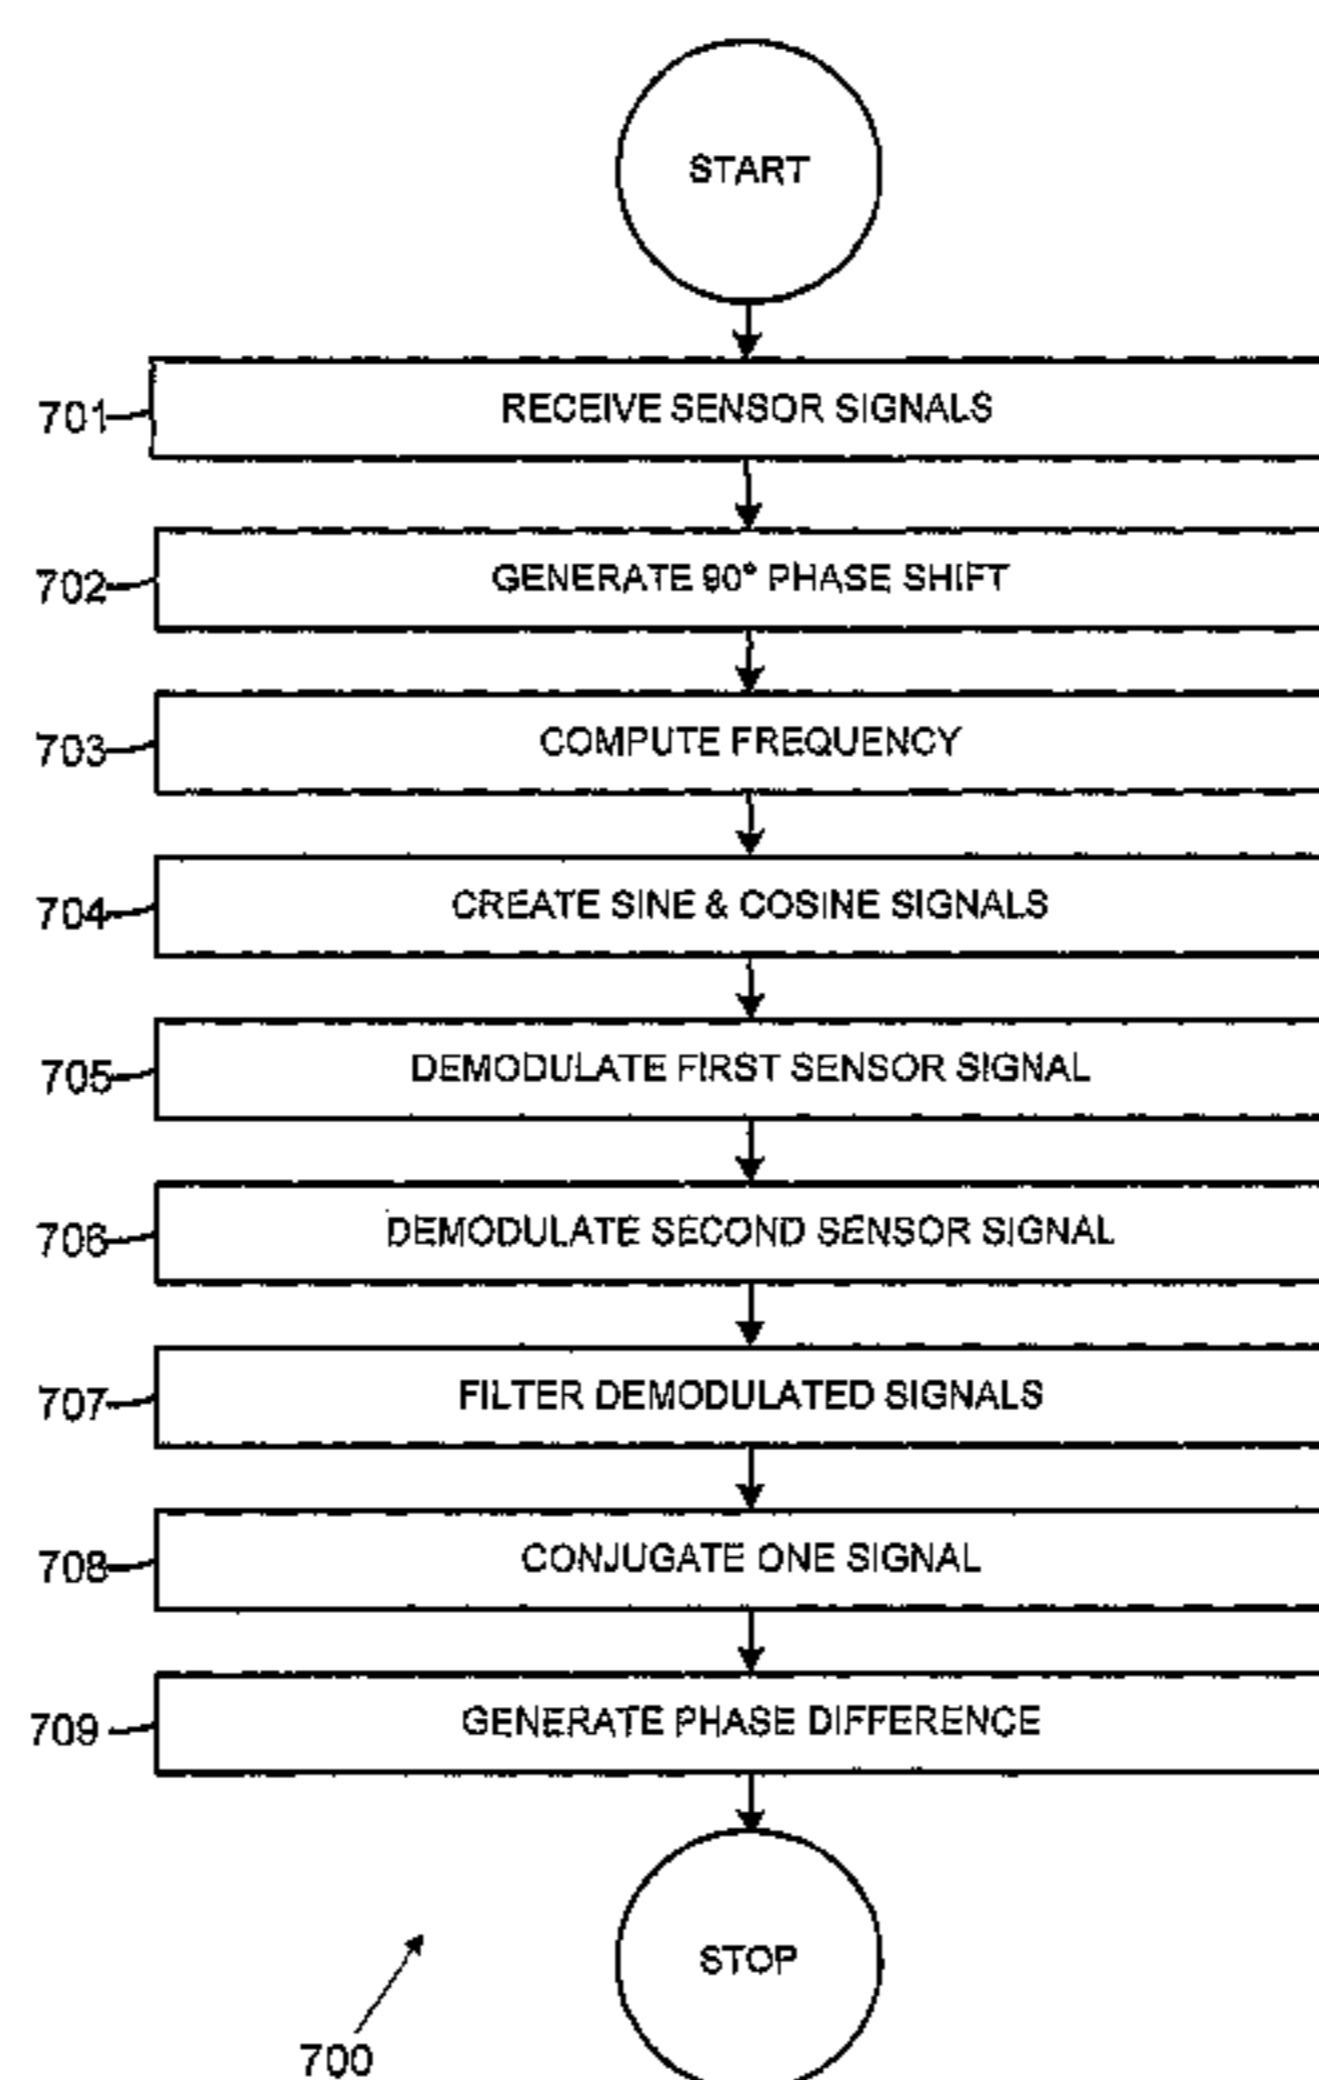 START
701 RECEIVE SENSOR SIGNALS
702 GENERATE 90° PHASE SHIFT
703 COMPUTE FREQUENCY
704 CREATE SINE & COSINE SIGNALS
705 DEMODULATE FIRST SENSOR SIGNAL
706 DEMODULATE SECOND SENSOR SIGNAL
707 FILTER DEMODULATED SIGNALS
708 CONJUGATE ONE SIGNAL
709 GENERATE PHASE DIFFERENCE
STOP
700